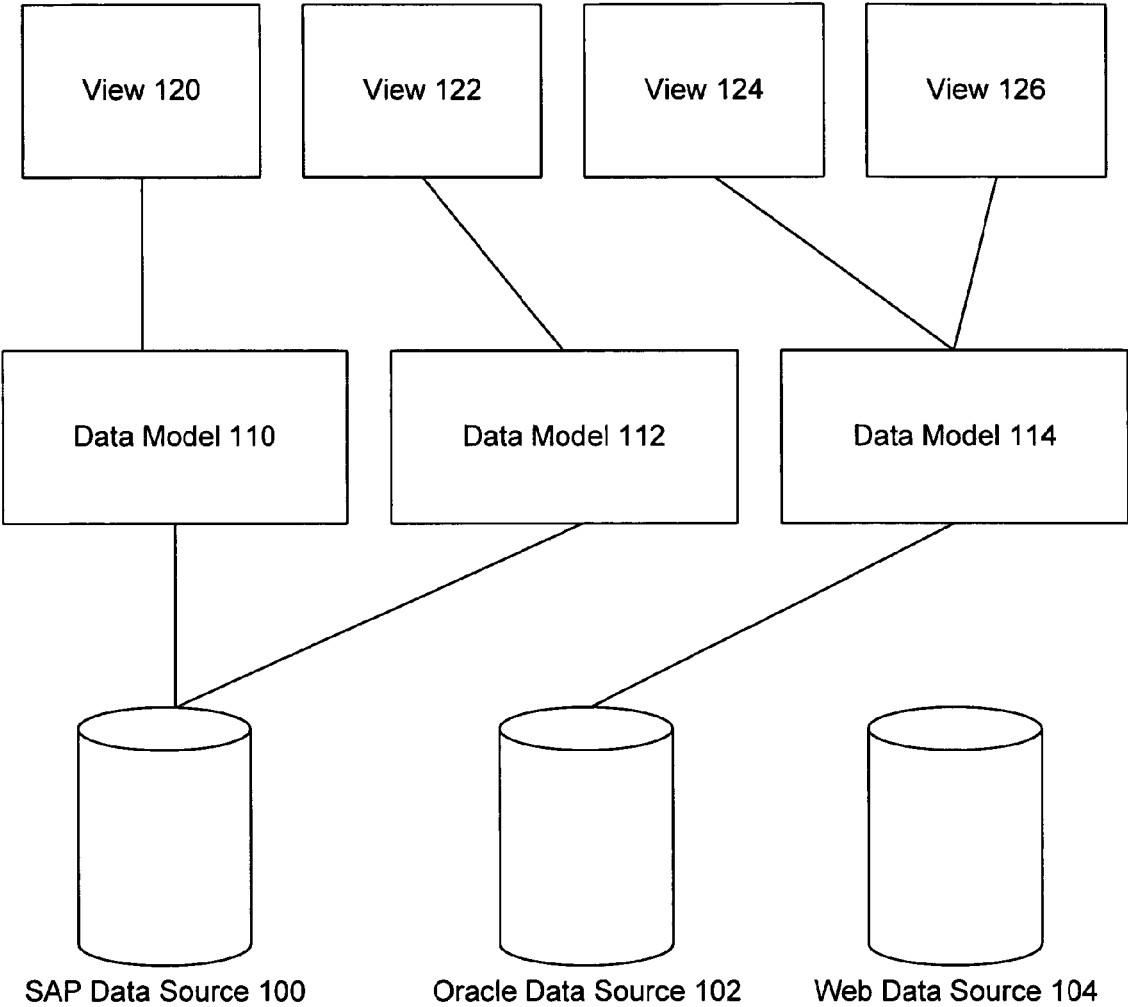 View 120
View 122
View 124
View 126
Data Model 110
Data Model 112
Data Model 114
SAP Data Source 100
Oracle Data Source 102
Web Data Source 104